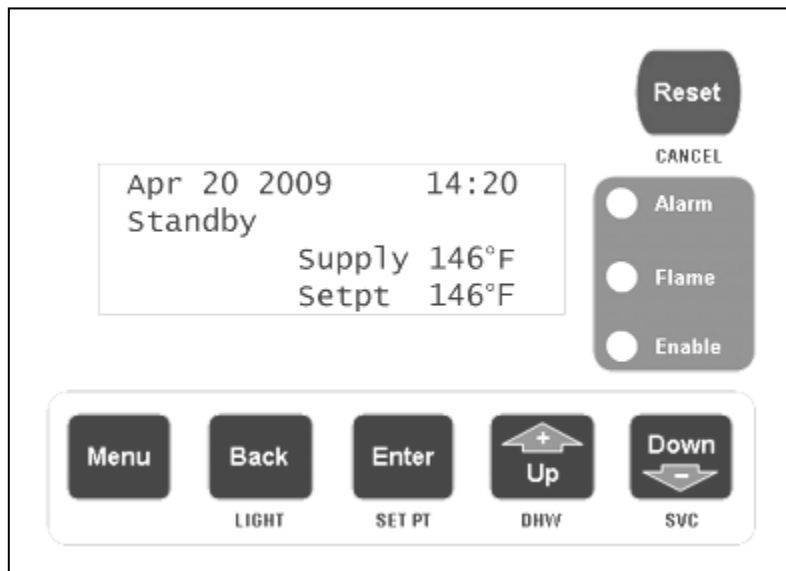 Reset
CANCEL
Apr 20 2009 14:20
Standby
Supply 146°F
Setpt 146°F
Alarm
Flame
Enable
Menu
Back
Enter
+
Up
Down
−
LIGHT
SET PT
DHW
SVC